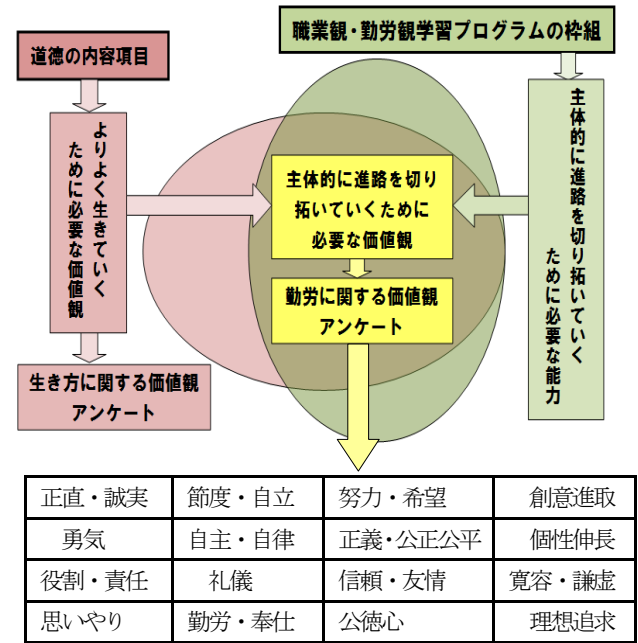 職業観・勤労観学習プログラムの枠組
道徳の内容項目
よりよく生きていく
ために必要な価値観
主体的に進路を切り
拓いていくために
必要な価値観
主体的に進路を切り拓いていく
ために必要な能力
勤労に関する価値観
アンケート
生き方に関する価値観
アンケート
正直・誠実 節度・自立 努力・希望 創意進取
勇気 自主・自律 正義・公正公平 個性伸長
役割・責任 礼儀 信頼・友情 寛容・謙虚
思いやり 勤労・奉仕 公徳心 理想追求